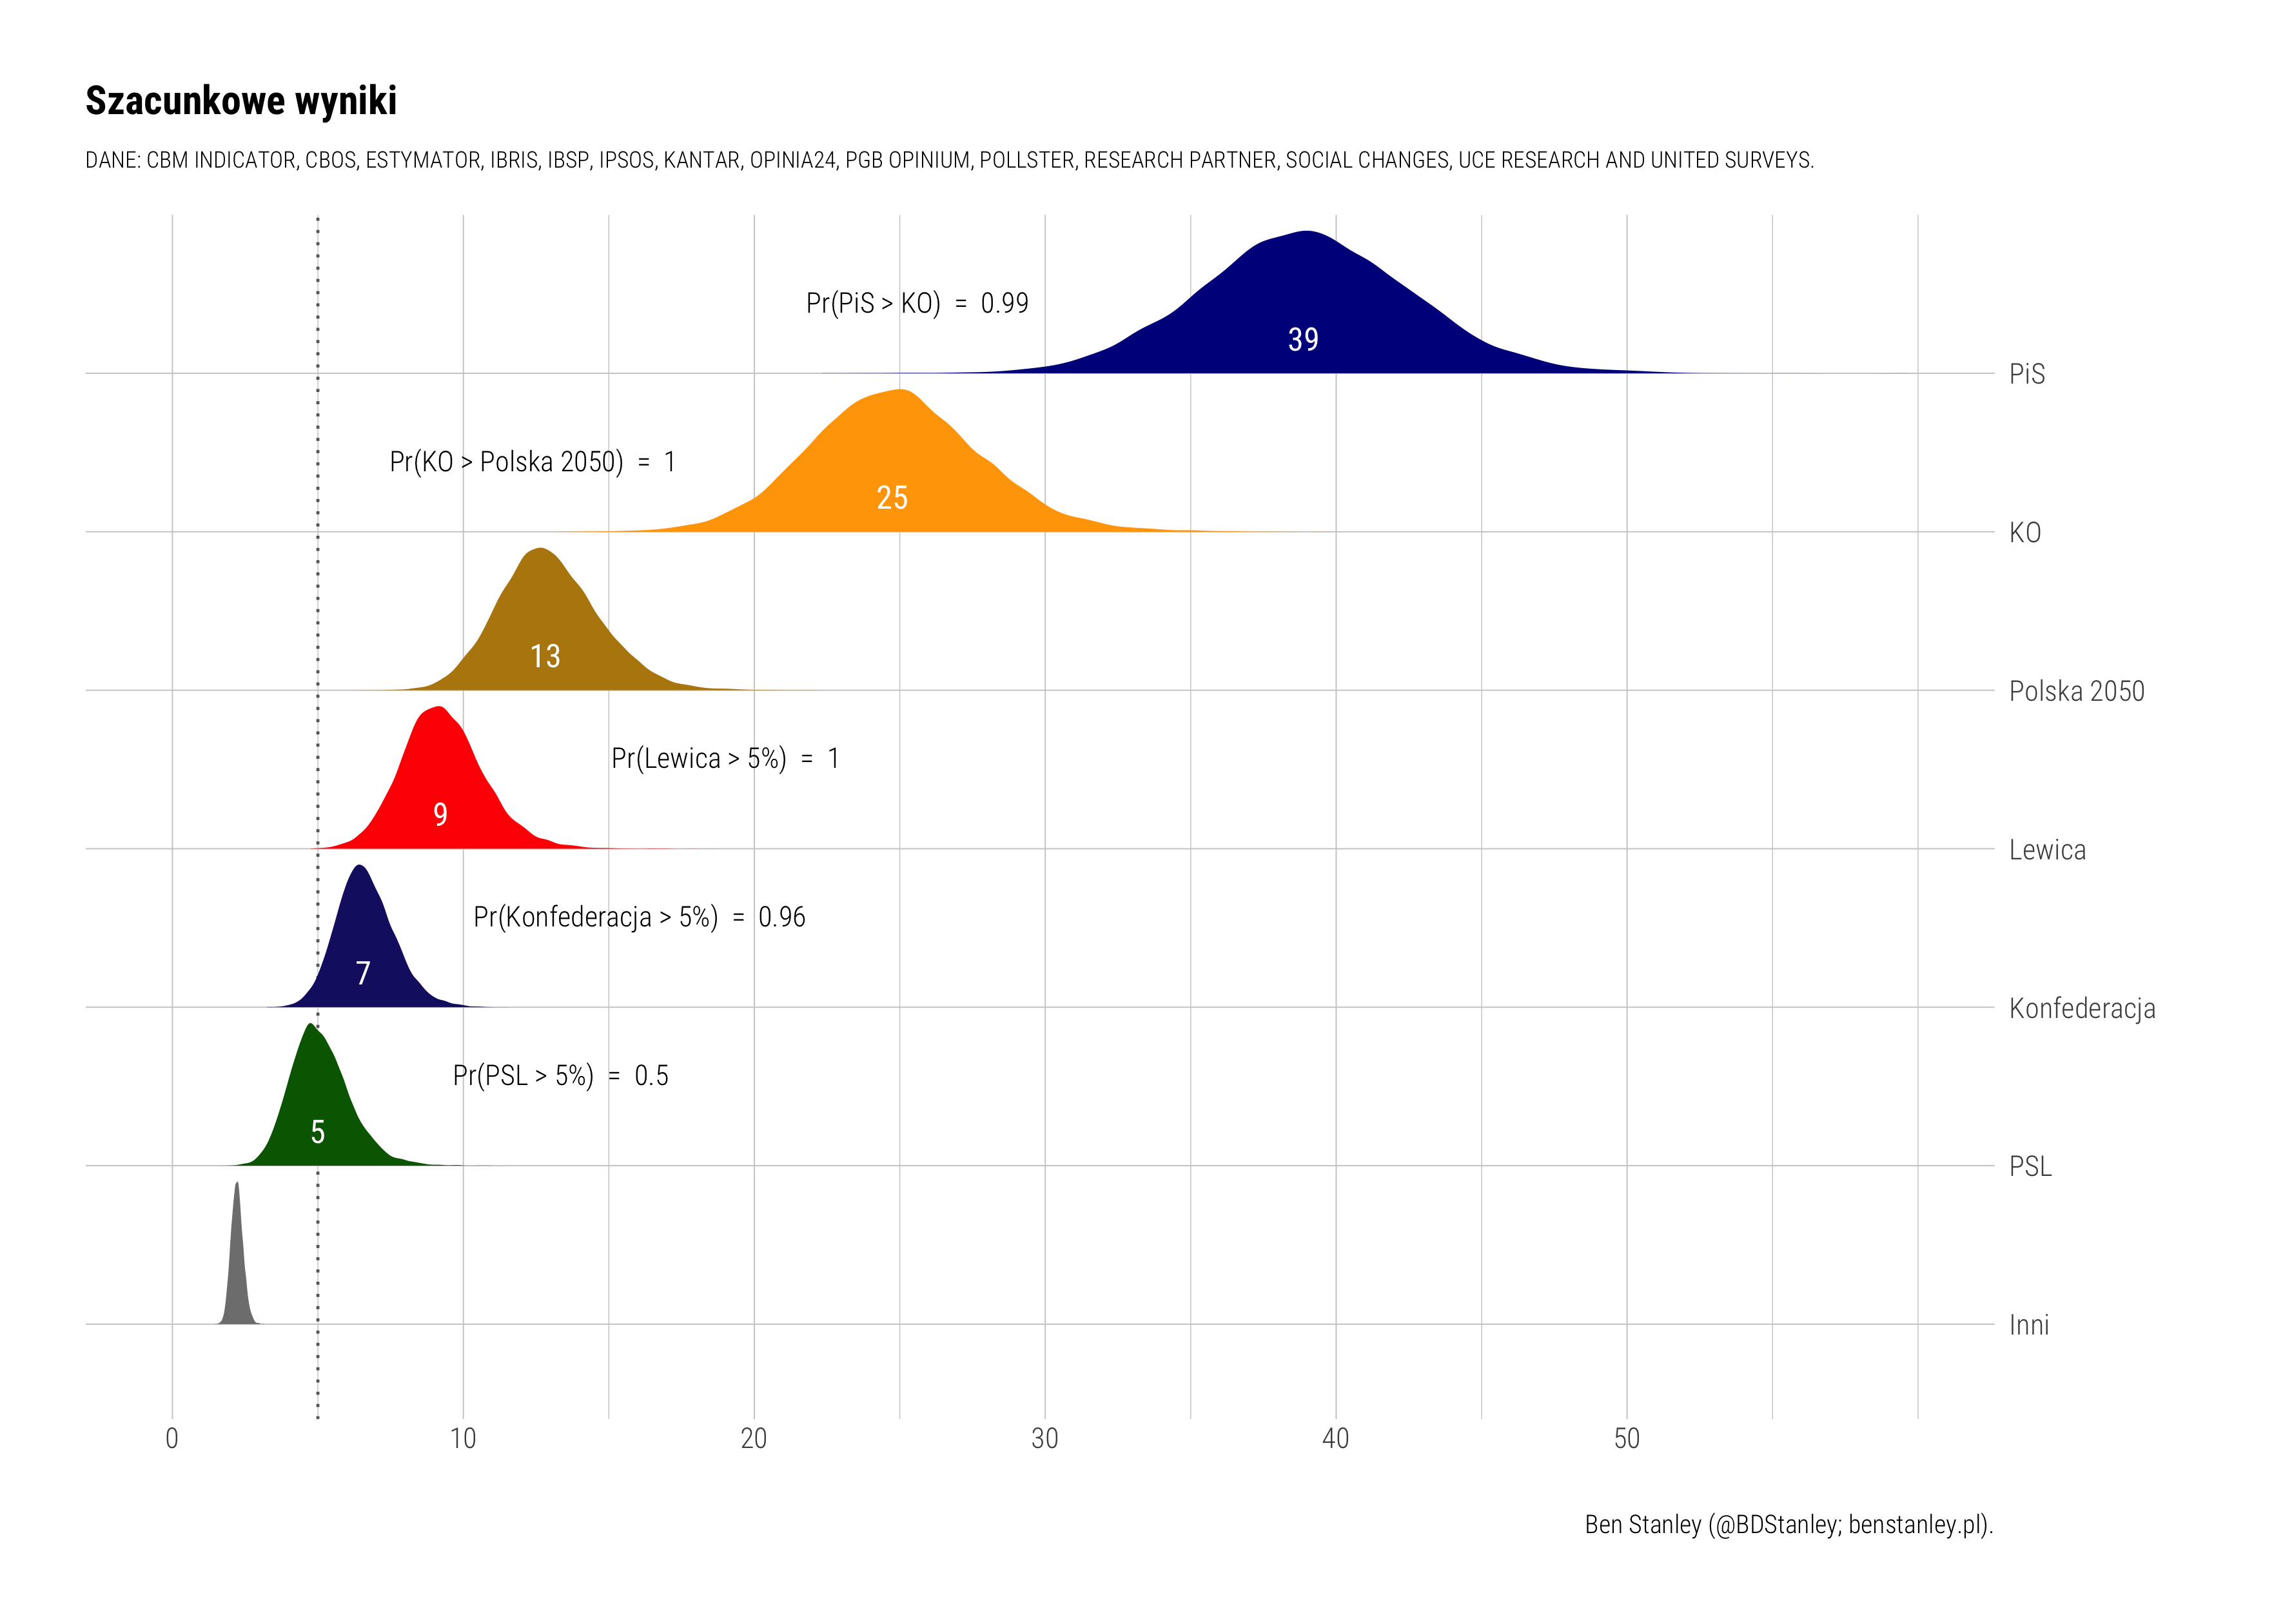 Szacunkowe wyniki
DANE: CBM INDICATOR, CBOS, ESTYMATOR, IBRIS, IBSP, IPSOS, KANTAR, OPINIA24, PGB OPINIUM, POLLSTER, RESEARCH PARTNER, SOCIAL CHANGES, UCE RESEARCH AND UNITED SURVEYS.
Pr(PiS > KO) = 0.99
39
PiS
Pr(KO > Polska 2050) = 1
25
KO
13
Polska 2050
Pr(Lewica > 5%) = 1
9
Lewica
Pr(Konfederacja > 5%) = 0.96
7
Konfederacja
Pr(PSL > 5%) = 0.5
5
PSL
Inni
0 10 20 30 40 50
Ben Stanley (@BDStanley; benstanley.pl).